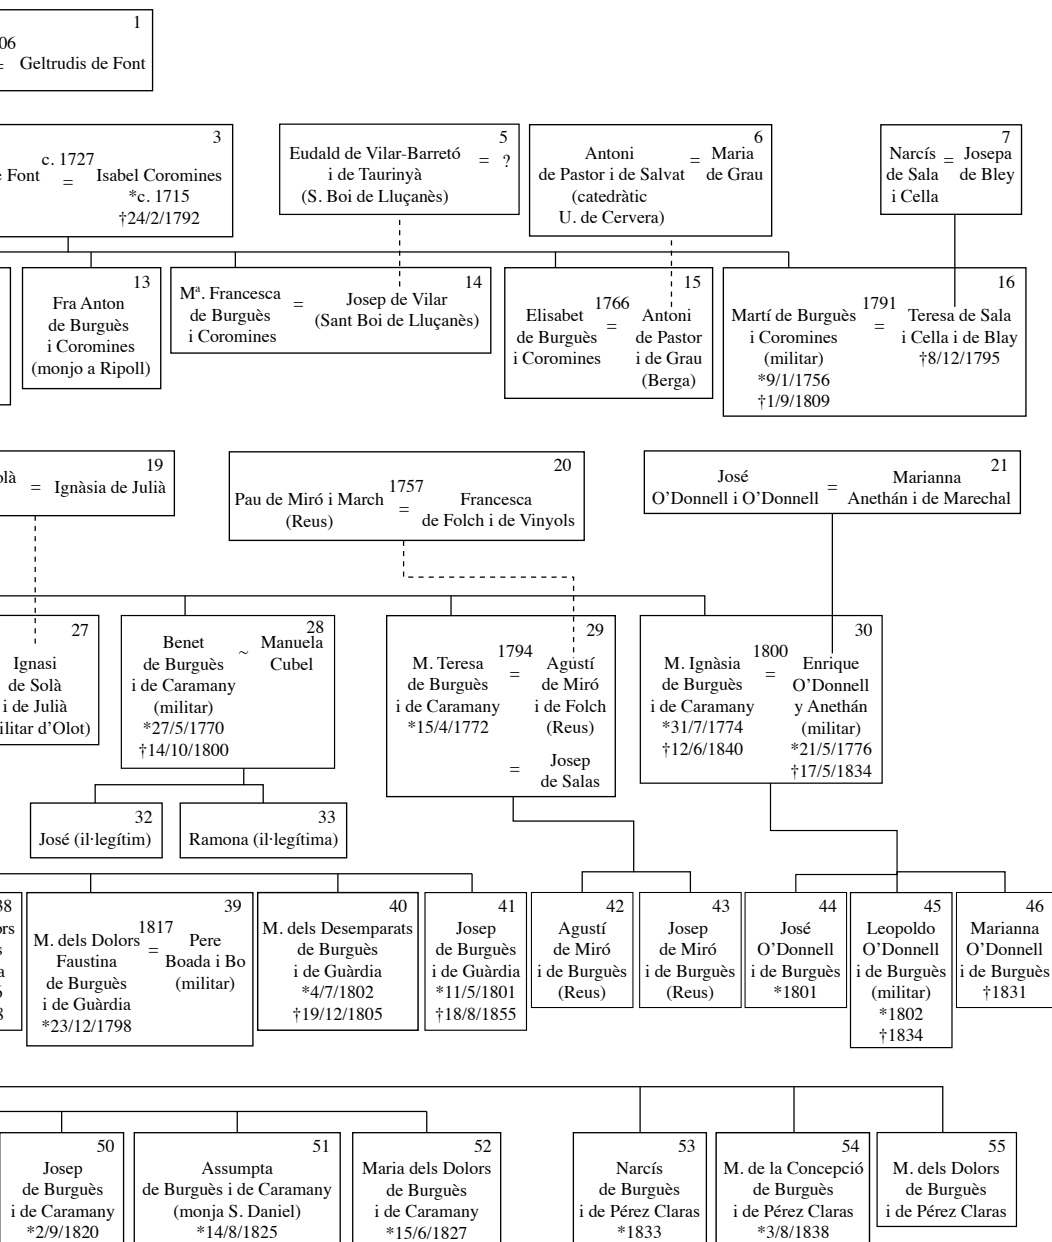 1
06
= Geltrudis de Font
3
e Font
c. 1727
=
Isabel Coromines
*c. 1715
†24/2/1792
5
Eudald de Vilar-Barretó
i de Taurinyà
(S. Boi de Lluçanès)
= ?
6
Antoni
de Pastor i de Salvat
(catedràtic
U. de Cervera)
=
Maria
de Grau
7
Narcís
de Sala
i Cella
=
Josepa
de Bley
13
Fra Anton
de Burguès
i Coromines
(monjo a Ripoll)
14
Mª. Francesca
de Burguès
i Coromines
=
Josep de Vilar
(Sant Boi de Lluçanès)
15
Elisabet
de Burguès
i Coromines
1766
=
Antoni
de Pastor
i de Grau
(Berga)
16
Martí de Burguès
i Coromines
(militar)
*9/1/1756
†1/9/1809
1791
=
Teresa de Sala
i Cella i de Blay
†8/12/1795
19
olà = Ignàsia de Julià
20
Pau de Miró i March
(Reus)
1757
=
Francesca
de Folch i de Vinyols
21
José
O'Donnell i O'Donnell
=
Marianna
Anethán i de Marechal
27
Ignasi
de Solà
i de Julià
ilitar d'Olot)
28
Benet
de Burguès
i de Caramany
(militar)
*27/5/1770
†14/10/1800
~
Manuela
Cubel
29
M. Teresa
de Burguès
i de Caramany
*15/4/1772
1794
=
Agustí
de Miró
i de Folch
(Reus)
=
Josep
de Salas
30
M. Ignàsia
de Burguès
i de Caramany
*31/7/1774
†12/6/1840
1800
=
Enrique
O'Donnell
y Anethán
(militar)
*21/5/1776
†17/5/1834
32
José (il·legítim)
33
Ramona (il·legítima)
38
ors
s
a
6
8
39
M. dels Dolors
Faustina
de Burguès
i de Guàrdia
*23/12/1798
1817
=
Pere
Boada i Bo
(militar)
40
M. dels Desemparats
de Burguès
i de Guàrdia
*4/7/1802
†19/12/1805
41
Josep
de Burguès
i de Guàrdia
*11/5/1801
†18/8/1855
42
Agustí
de Miró
i de Burguès
(Reus)
43
Josep
de Miró
i de Burguès
(Reus)
44
José
O'Donnell
i de Burguès
*1801
45
Leopoldo
O'Donnell
i de Burguès
(militar)
*1802
†1834
46
Marianna
O'Donnell
i de Burguès
†1831
50
Josep
de Burguès
i de Caramany
*2/9/1820
51
Assumpta
de Burguès i de Caramany
(monja S. Daniel)
*14/8/1825
52
Maria dels Dolors
de Burguès
i de Caramany
*15/6/1827
53
Narcís
de Burguès
i de Pérez Claras
*1833
54
M. de la Concepció
de Burguès
i de Pérez Claras
*3/8/1838
55
M. dels Dolors
de Burguès
i de Pérez Claras